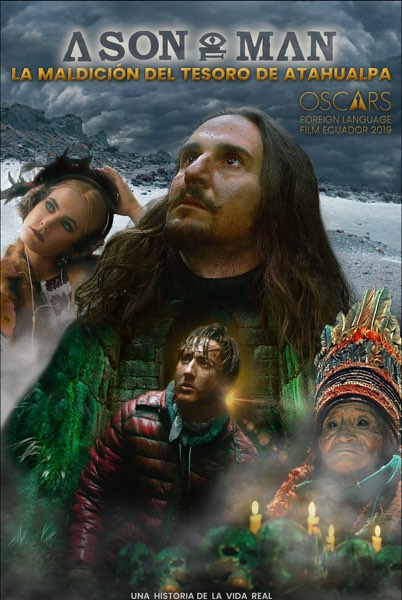 A SON OF MAN
LA MALDICIÓN DEL TESORO DE ATAHUALPA
OSCARS
FOREIGN LANGUAGE
FILM ECUADOR 2019
UNA HISTORIA DE LA VIDA REAL